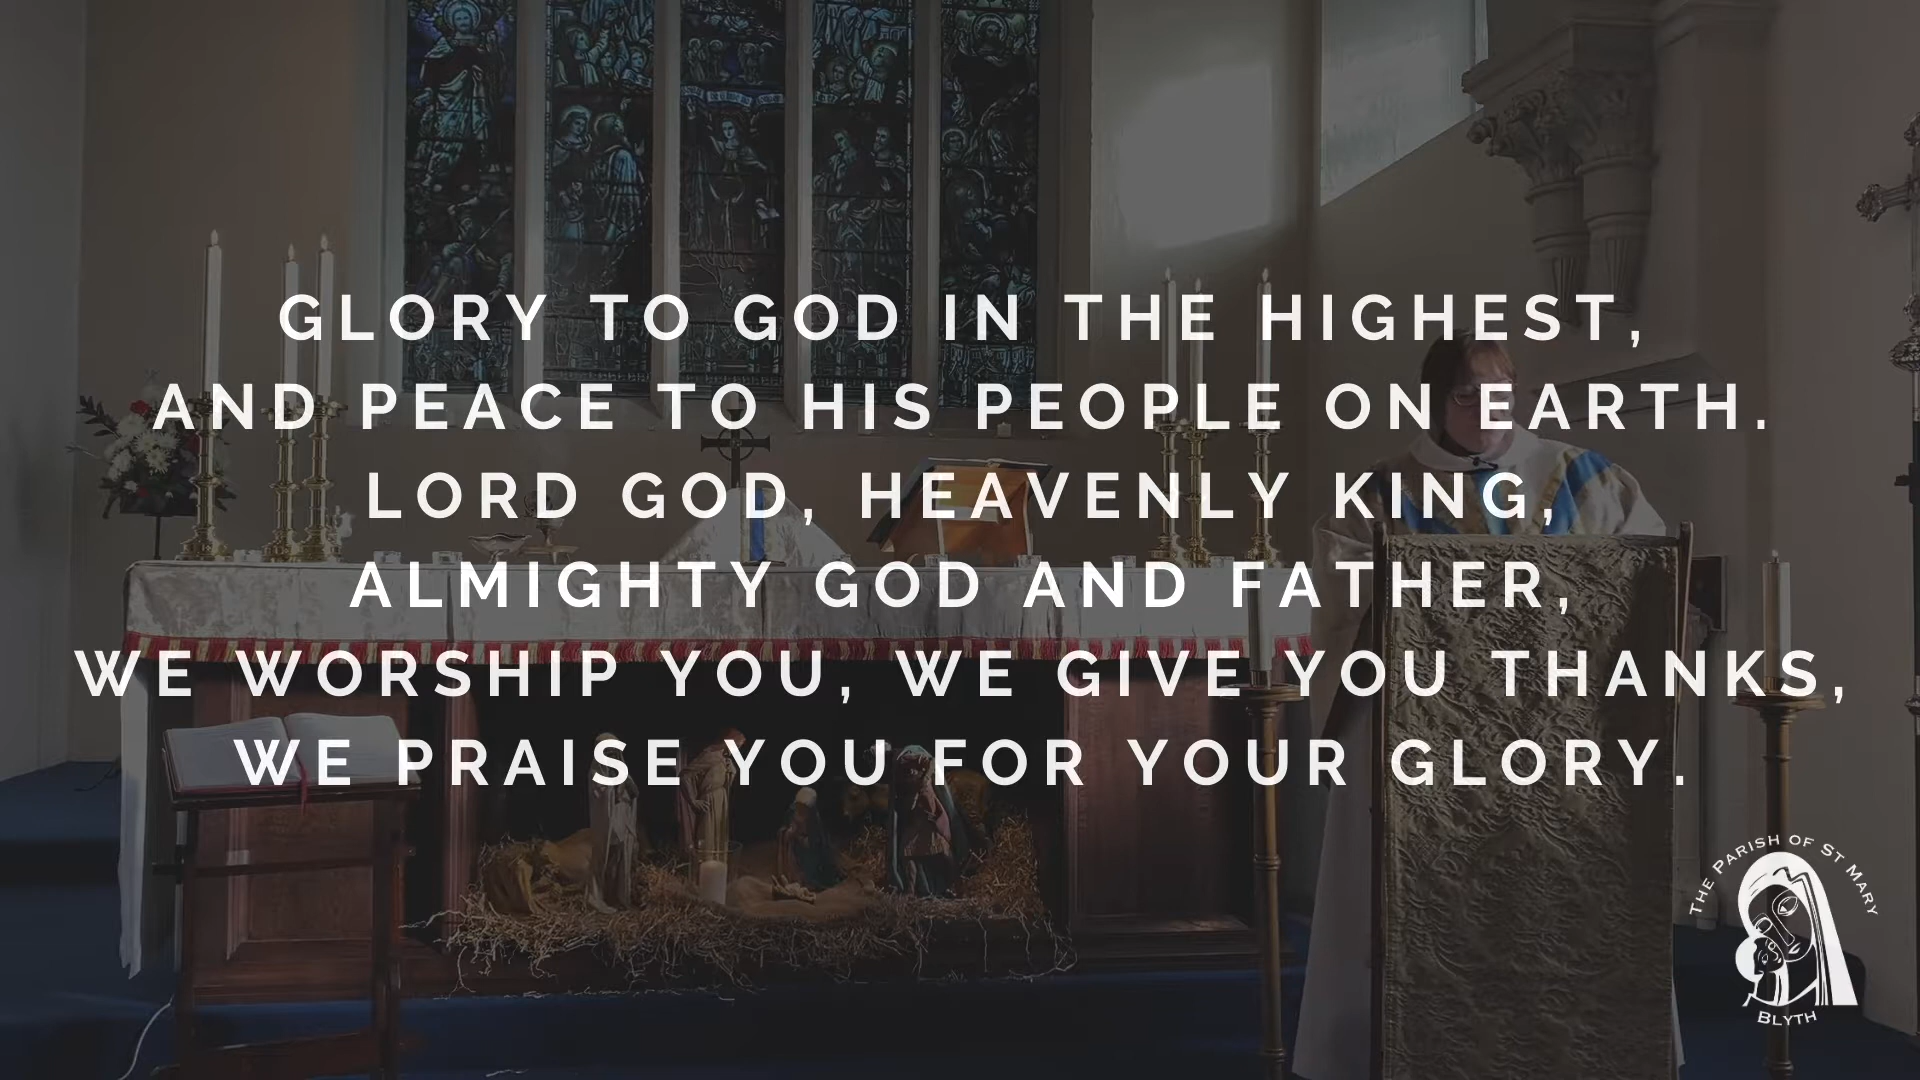 GLORY TO GOD IN THE HIGHEST,
AND PEACE TO HIS PEOPLE ON EARTH.
LORD GOD, HEAVENLY KING,
ALMIGHTY GOD AND FATHER,
WE WORSHIP YOU, WE GIVE YOU THANKS,
WE PRAISE YOU FOR YOUR GLORY.
THE PARISH OF ST MARY
BLYTH